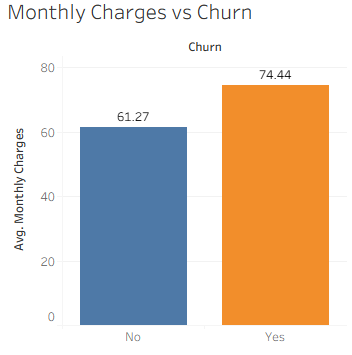 Monthly Charges vs Churn
Churn
80
60
40
20
0
Avg. Monthly Charges
61.27
74.44
No
Yes